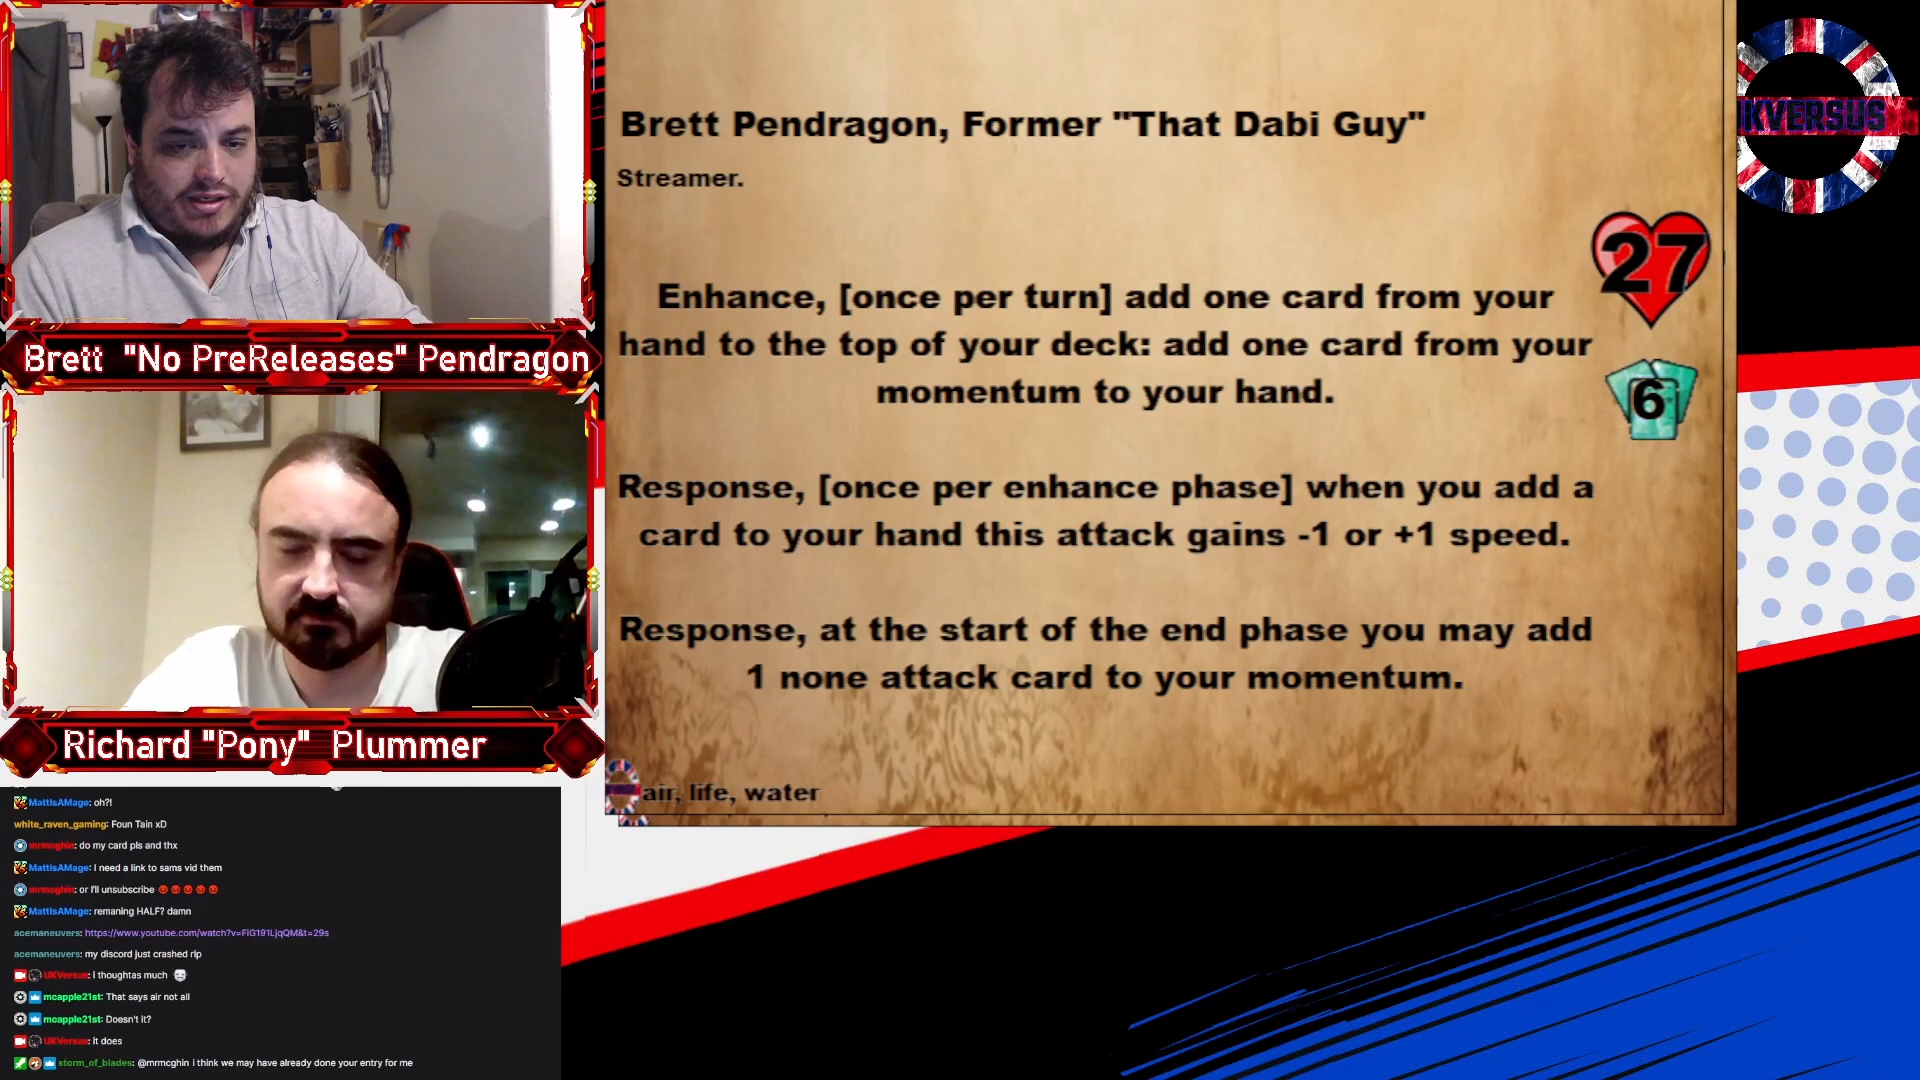 Brett Pendragon, Former "That Dabi Guy"
Streamer.
27
Enhance, [once per turn] add one card from your
hand to the top of your deck: add one card from your
momentum to your hand.
6
Response, [once per enhance phase] when you add a
card to your hand this attack gains -1 or +1 speed.
Response, at the start of the end phase you may add
1 none attack card to your momentum.
air, life, water
KVERSUS
Brett "No PreReleases" Pendragon
Richard "Pony" Plummer
MattIsAMage: oh?!
white_raven_gaming: Foun Tain xD
mrmcghin: do my card pls and thx
MattIsAMage: I need a link to sams vid them
mrmcghin: or I'll unsubscribe
MattIsAMage: remaning HALF? damn
acemaneuvers: https://www.youtube.com/watch?v=FiG191LjqQM&t=29s
acemaneuvers: my discord just crashed rip
UKVersus: I thoughtas much
mcapple21st: That says air not all
mcapple21st: Doesn't it?
UKVersus: it does
storm_of_blades: @mrmcghin i think we may have already done your entry for me